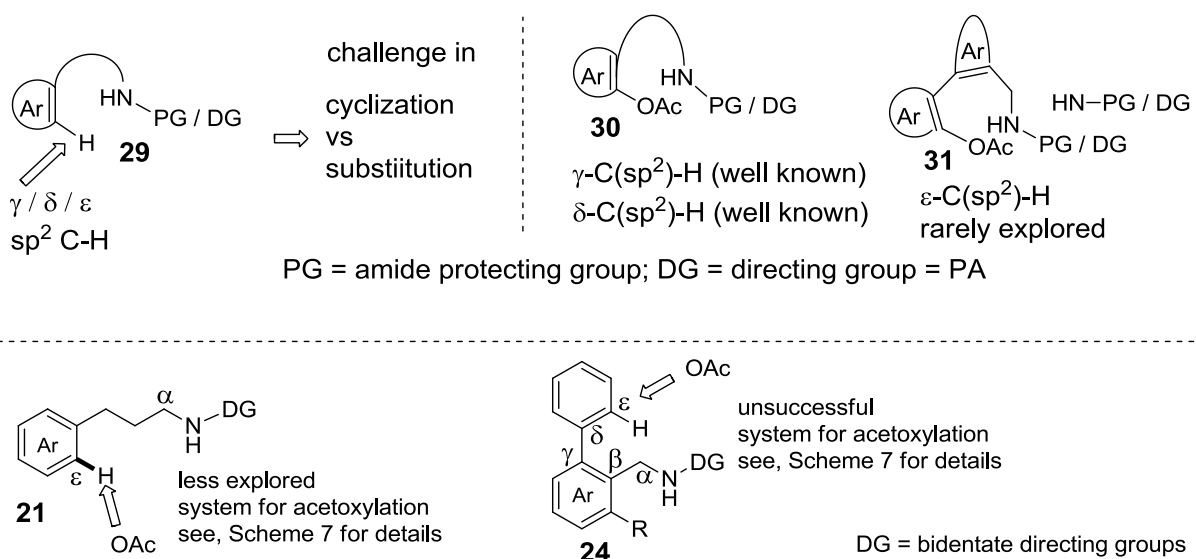 challenge in
cyclization
vs
substiitution
Ar
HN
PG / DG
H
29
γ / δ / ε
sp² C-H
Ar
HN
OAc
PG / DG
30
γ-C(sp²)-H (well known)
δ-C(sp²)-H (well known)
Ar
Ar
HN
OAc
PG / DG
HN–PG / DG
31
ε-C(sp²)-H
rarely explored
PG = amide protecting group; DG = directing group = PA
α
DG
N
H
Ar
ε
H
21
OAc
less explored
system for acetoxylation
see, Scheme 7 for details
OAc
ε
H
δ
γ
β
α
DG
N
H
Ar
R
24
unsuccessful
system for acetoxylation
see, Scheme 7 for details
DG = bidentate directing groups